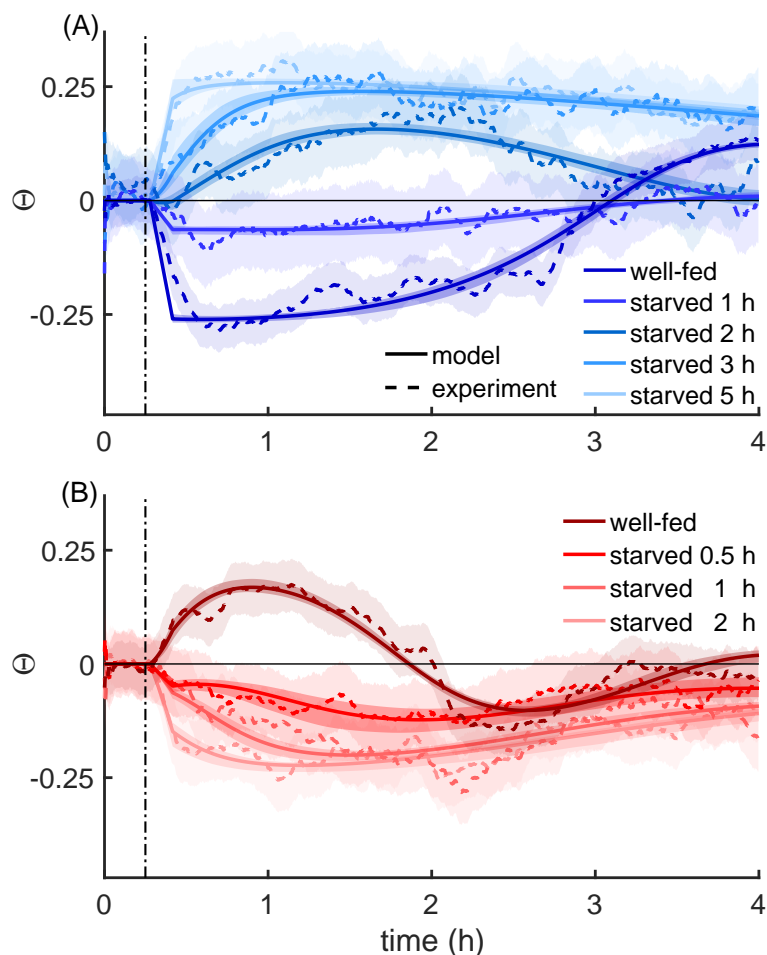 (A)
0.25
0
-0.25
Θ
well-fed
starved 1 h
starved 2 h
starved 3 h
starved 5 h
model
experiment
0 1 2 3 4
(B)
0.25
0
-0.25
Θ
well-fed
starved 0.5 h
starved 1 h
starved 2 h
0 1 2 3 4
time (h)